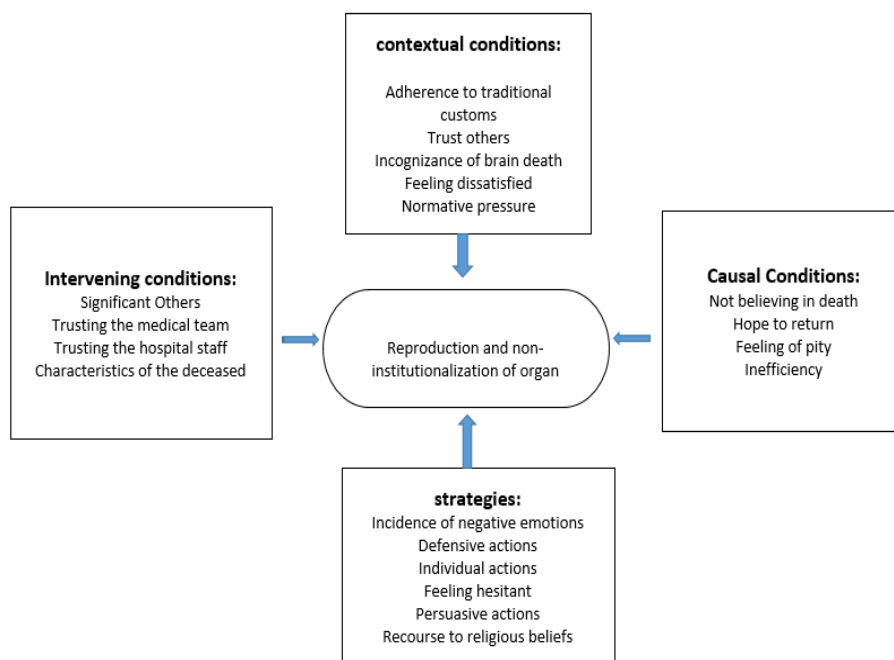 contextual conditions:
Adherence to traditional
customs
Trust others
Incognizance of brain death
Feeling dissatisfied
Normative pressure
Intervening conditions:
Significant Others
Trusting the medical team
Trusting the hospital staff
Characteristics of the deceased
Reproduction and non-
institutionalization of organ
Causal Conditions:
Not believing in death
Hope to return
Feeling of pity
Inefficiency
strategies:
Incidence of negative emotions
Defensive actions
Individual actions
Feeling hesitant
Persuasive actions
Recourse to religious beliefs